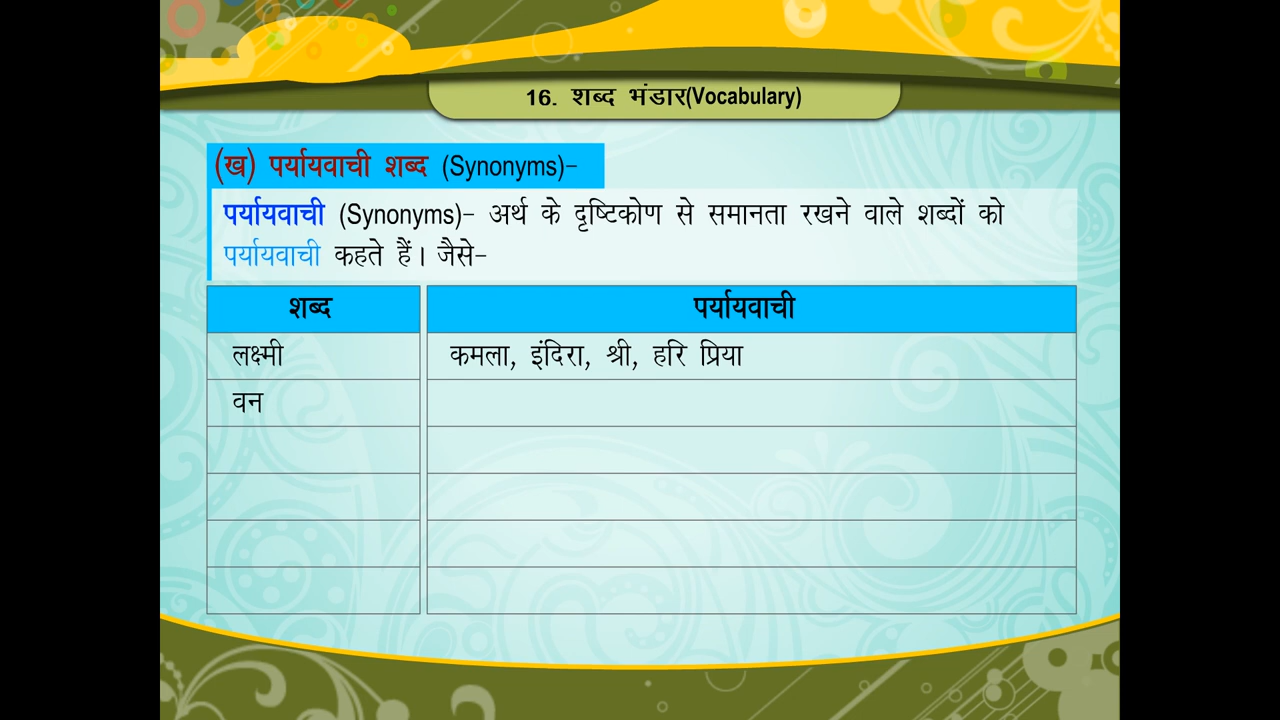 16. शब्द भंडार(Vocabulary)
(ख) पर्यायवाची शब्द (Synonyms)-
पर्यायवाची (Synonyms)- अर्थ के दृष्टिकोण से समानता रखने वाले शब्दों को
पर्यायवाची कहते हैं। जैसे-
शब्द पर्यायवाची
लक्ष्मी कमला, इंदिरा, श्री, हरि प्रिया
वन